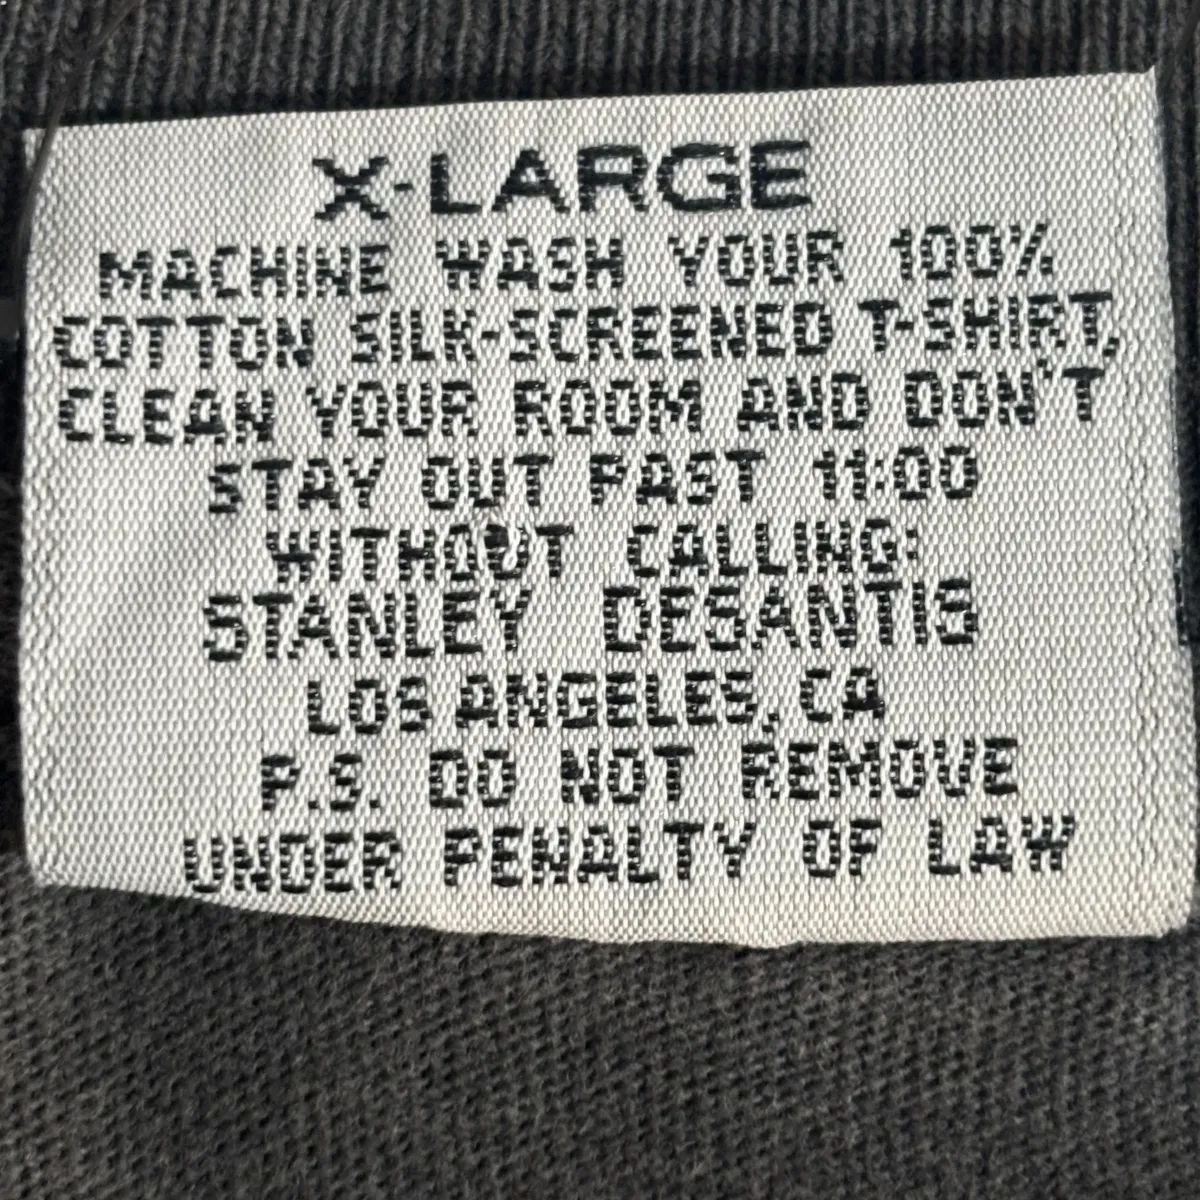 X-LARGE
MACHINE WASH YOUR 100%
COTTON SILK-SCREENED T-SHIRT,
CLEAN YOUR ROOM AND DON'T
STAY OUT PAST 11:00
WITHOUT CALLING:
STANLEY DESANTIS
LOS ANGELES, CA
P.S. DO NOT REMOVE
UNDER PENALTY OF LAW